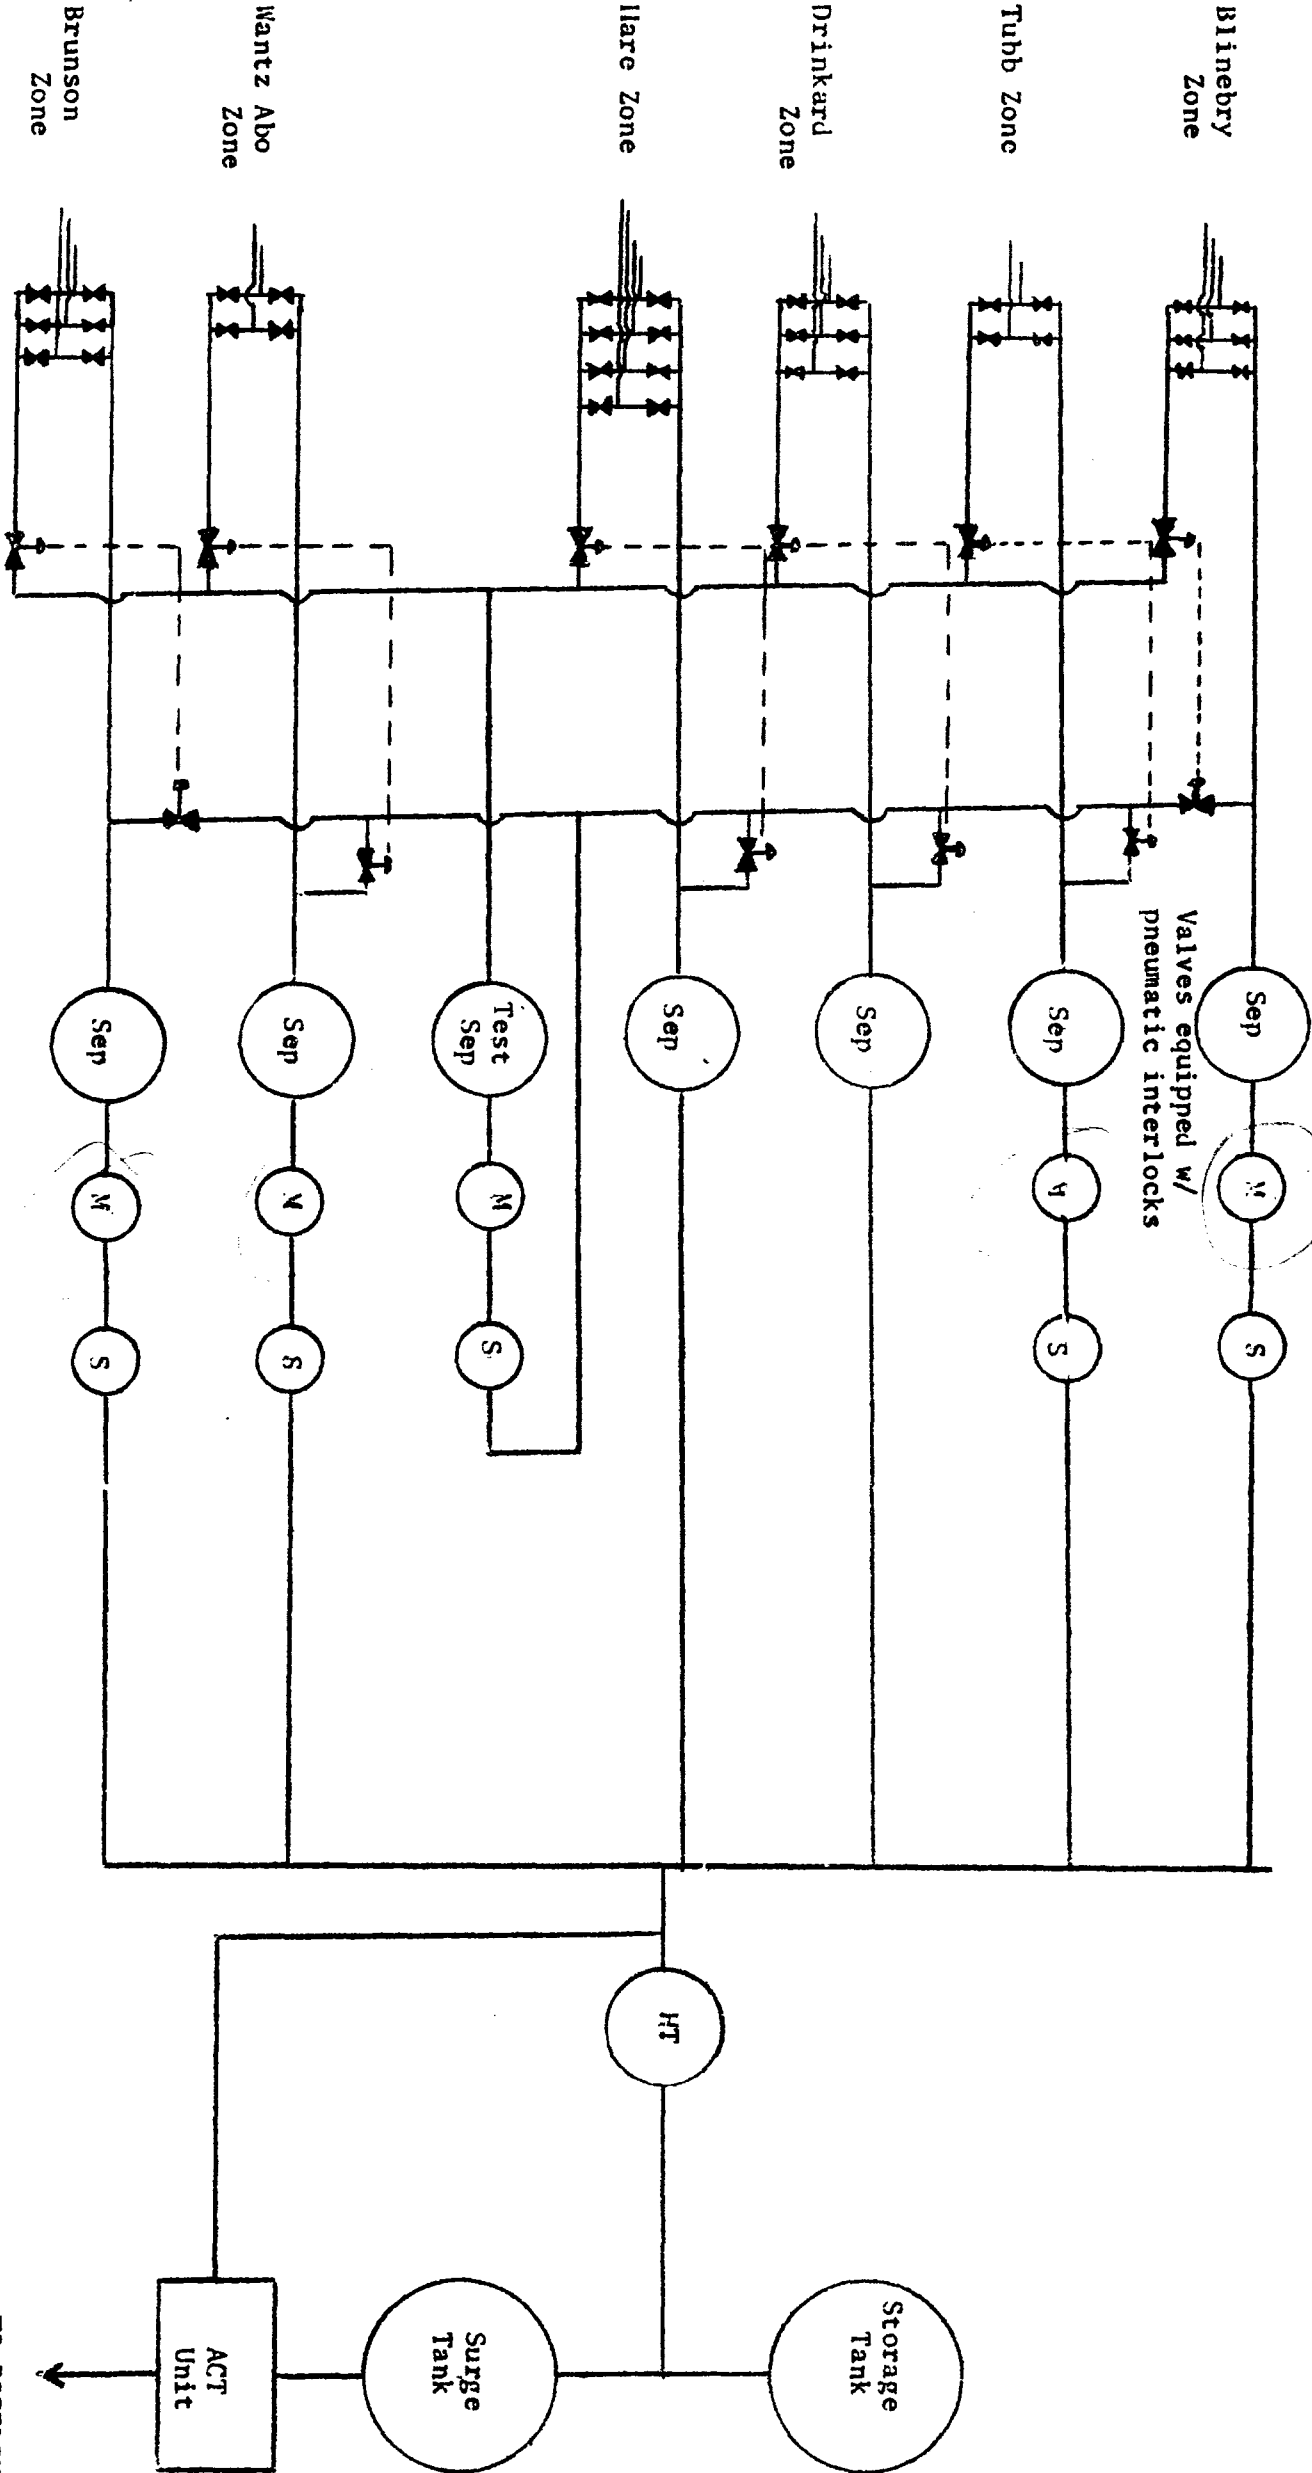 Blinebry
Zone
Tubb Zone
Drinkard
Zone
Hare Zone
Wantz Abo
Zone
Brunson
Zone
Valves equipped w/
pneumatic interlocks
Sep
M
S
Sep
M
S
Sep
Sep
Test
Sep
M
S
Sep
M
S
Sep
M
S
HT
Storage
Tank
Surge
Tank
ACT
Unit